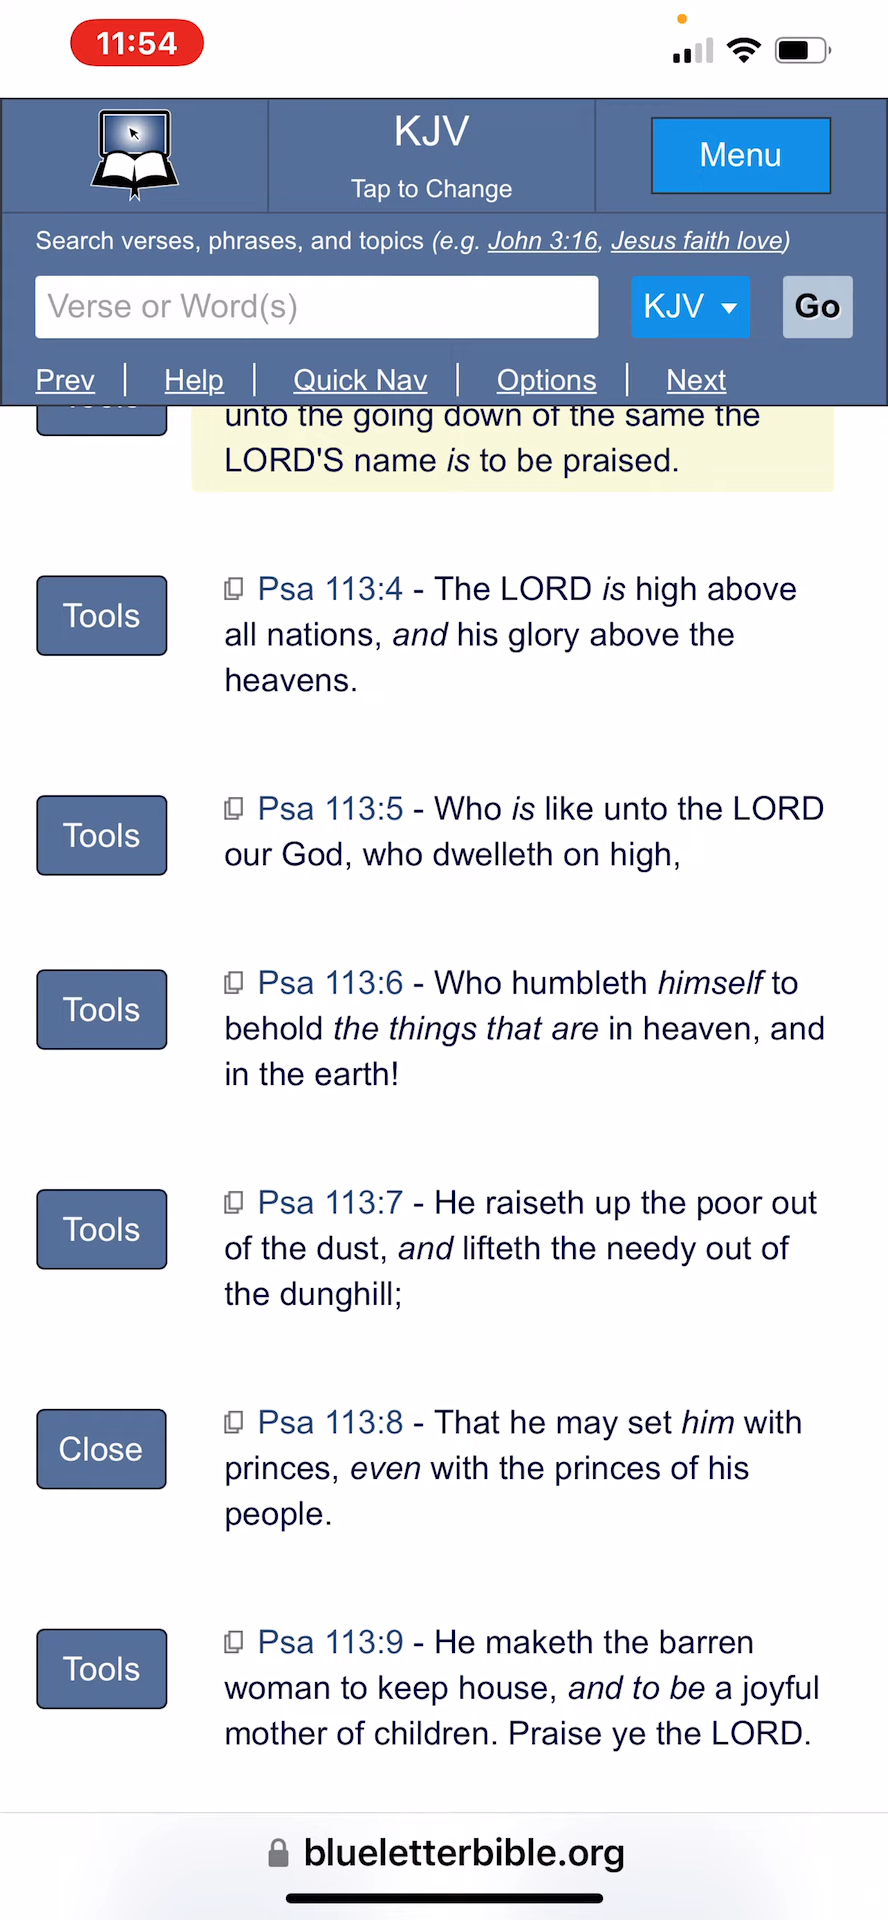 11:54
KJV
Tap to Change
Menu
Search verses, phrases, and topics (e.g. John 3:16, Jesus faith love)
Verse or Word(s)
KJV
Go
Prev | Help | Quick Nav | Options | Next
unto the going down of the same the
LORD'S name is to be praised.
Tools
Psa 113:4 - The LORD is high above
all nations, and his glory above the
heavens.
Tools
Psa 113:5 - Who is like unto the LORD
our God, who dwelleth on high,
Tools
Psa 113:6 - Who humbleth himself to
behold the things that are in heaven, and
in the earth!
Tools
Psa 113:7 - He raiseth up the poor out
of the dust, and lifteth the needy out of
the dunghill;
Close
Psa 113:8 - That he may set him with
princes, even with the princes of his
people.
Tools
Psa 113:9 - He maketh the barren
woman to keep house, and to be a joyful
mother of children. Praise ye the LORD.
blueletterbible.org